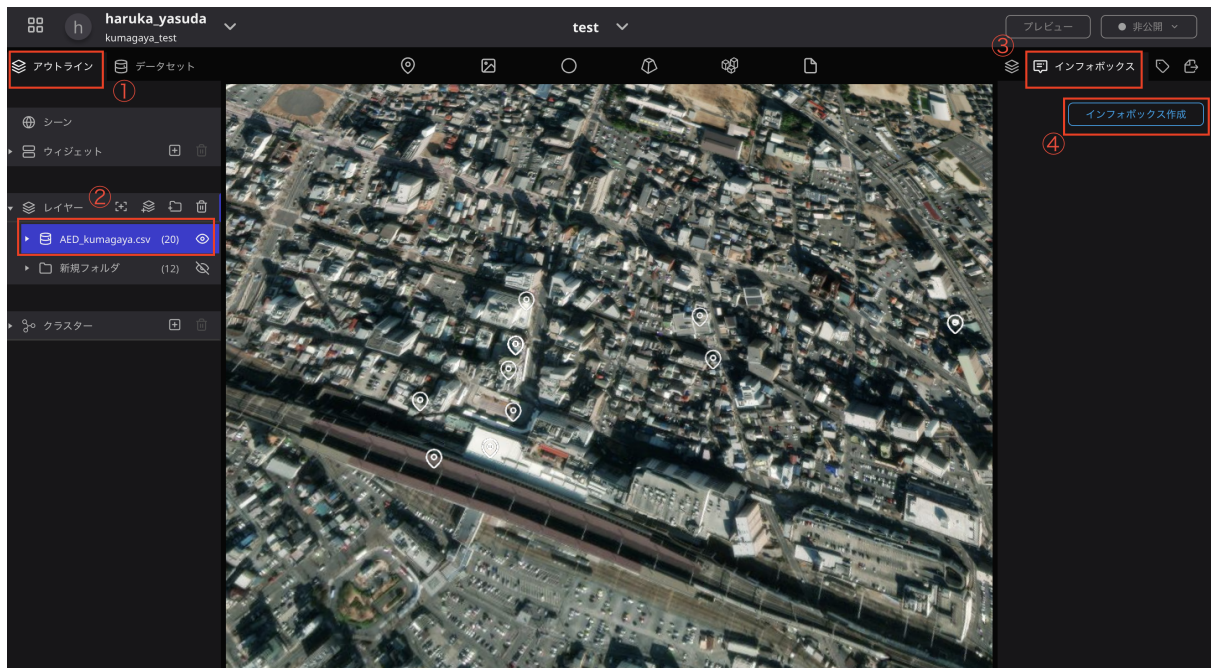 h
haruka_yasuda
kumagaya_test
test
プレビュー
非公開
③
アウトライン
データセット
インフォボックス
①
インフォボックス作成
④
シーン
ウィジェット
②
レイヤー
AED_kumagaya.csv (20)
新規フォルダ (12)
クラスター